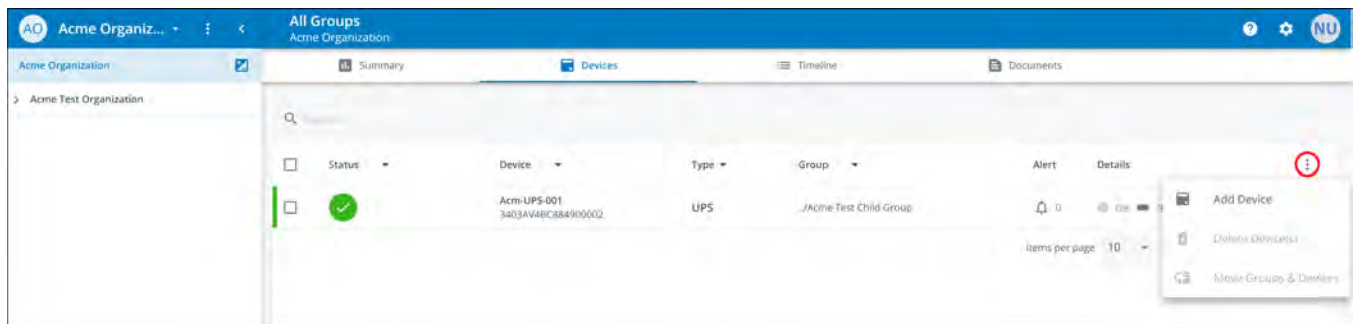 AO Acme Organiz...
All Groups
Acme Organization
NU
Acme Organization
Summary
Devices
Timeline
Documents
Acme Test Organization
Status
Device
Type
Group
Alert
Details
Acm-UPS-001
3403AV46C884900002
UPS
../Acme Test Child Group
0
Add Device
Delete Device(s)
Items per page 10
Move Groups & Devices